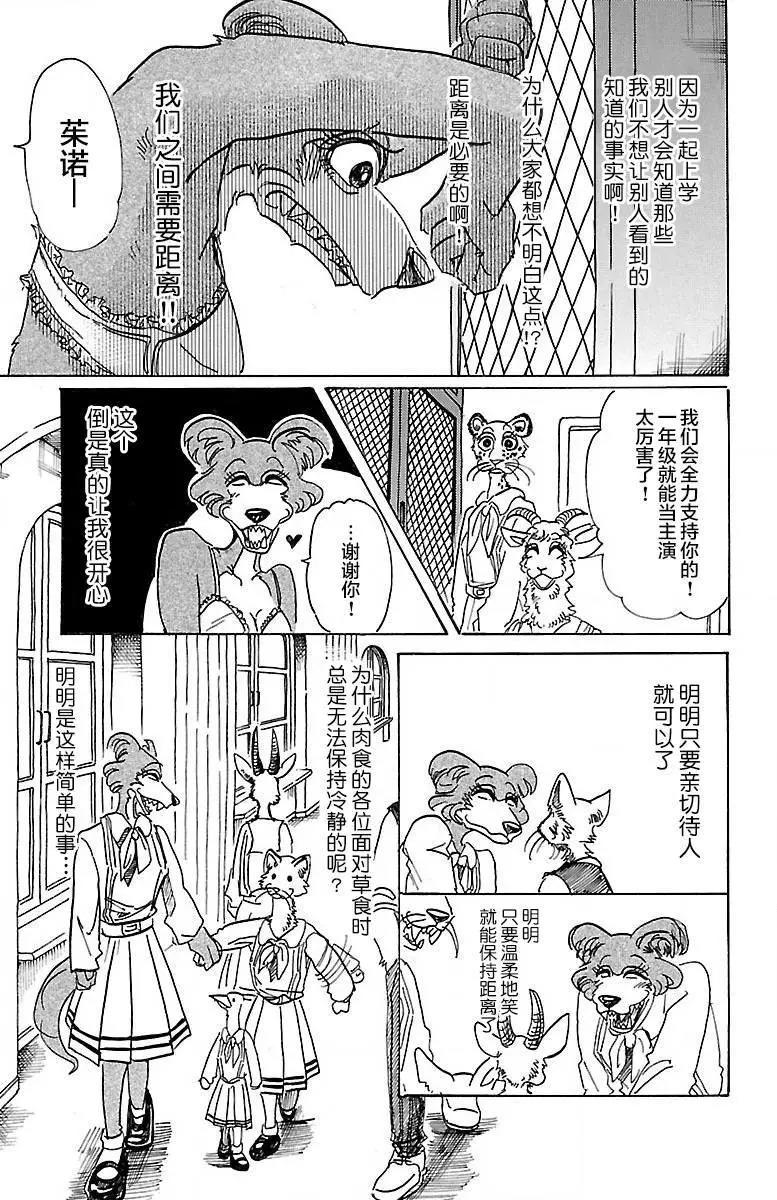 因为一起上学
别人才会知道那些
我们不想让别人看到的
知道的事实啊！
为什么大家都想不明白这点!?
距离是必要的啊！
我们之间需要距离!!
茱诺—
我们会全力支持你的！
一年级就能当主演
太厉害了！
…谢谢你！
这个
倒是真的让我很开心
明明只要亲切待人
就可以了
明明
只要温柔地笑
就能保持距离了
为什么肉食的各位面对草食时
总是无法保持冷静的呢？
明明是这样简单的事…